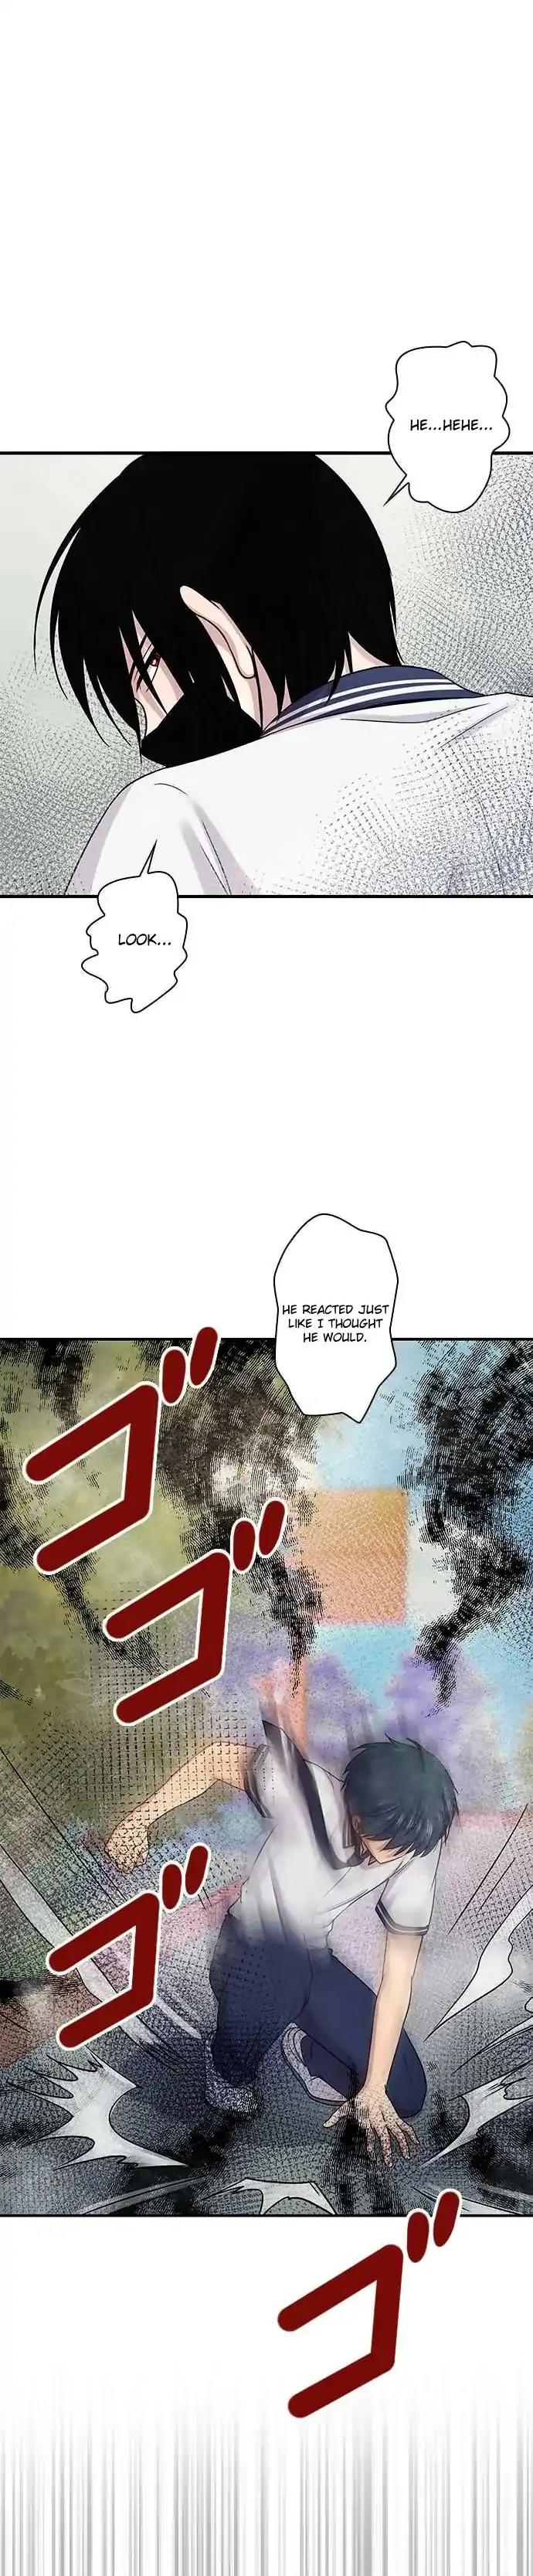 HE...HEHE...
LOOK...
HE REACTED JUST
LIKE I THOUGHT
HE WOULD.
ゴ
ゴ
ゴ
ゴ